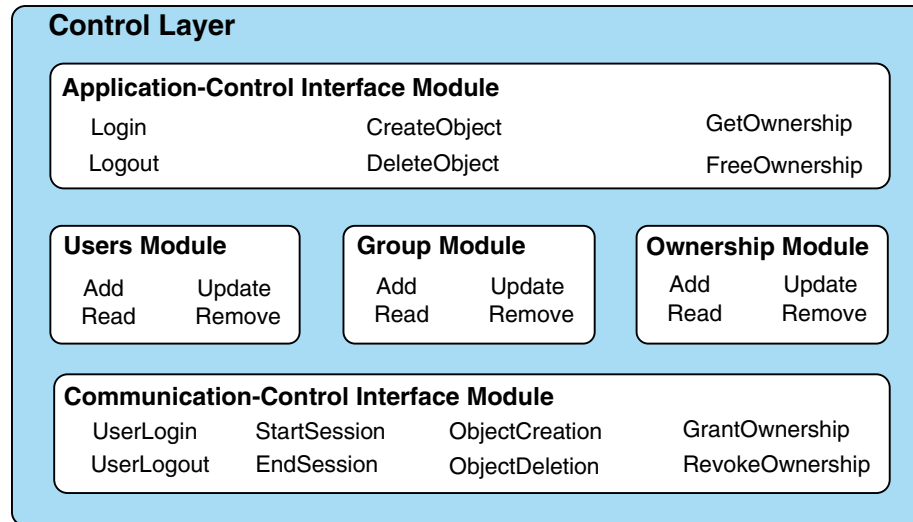 Control Layer
Application-Control Interface Module
Login CreateObject GetOwnership
Logout DeleteObject FreeOwnership
Users Module Group Module Ownership Module
Add Update Add Update Add Update
Read Remove Read Remove Read Remove
Communication-Control Interface Module
UserLogin StartSession ObjectCreation GrantOwnership
UserLogout EndSession ObjectDeletion RevokeOwnership